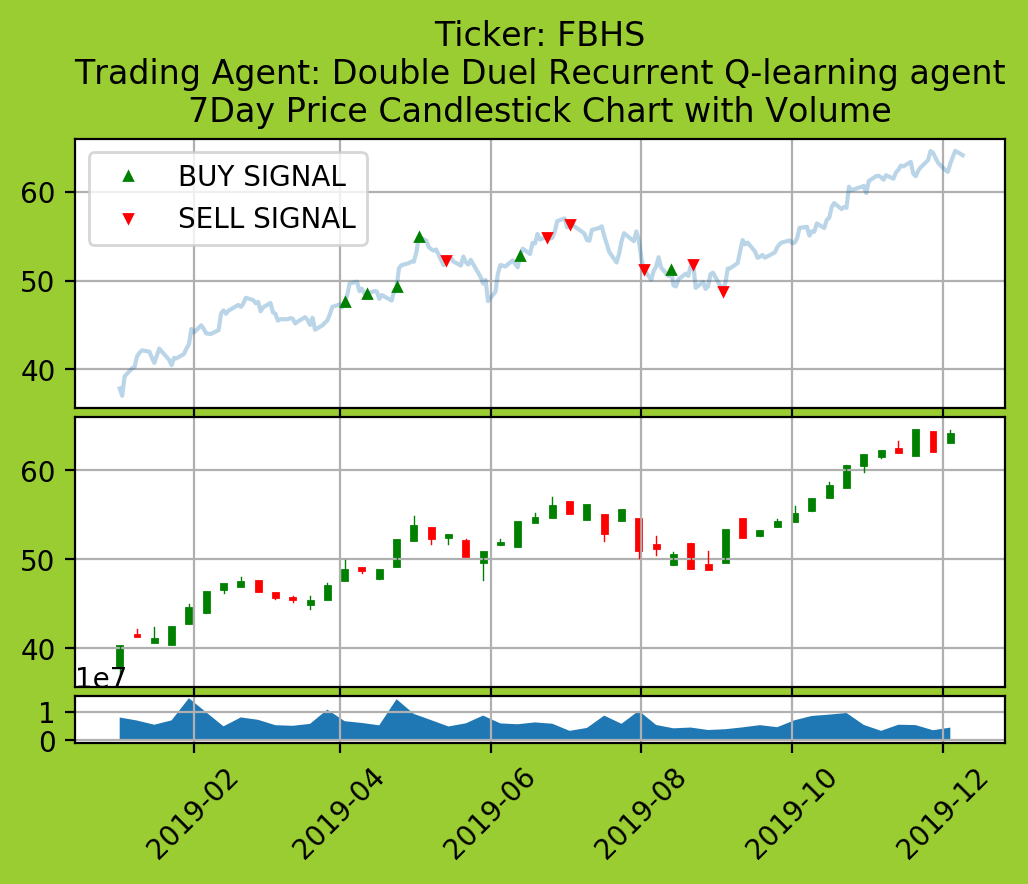 Ticker: FBHS
Trading Agent: Double Duel Recurrent Q-learning agent
7Day Price Candlestick Chart with Volume
BUY SIGNAL
SELL SIGNAL
60
50
40
60
50
40
1e7
1
0
2019-02
2019-04
2019-06
2019-08
2019-10
2019-12